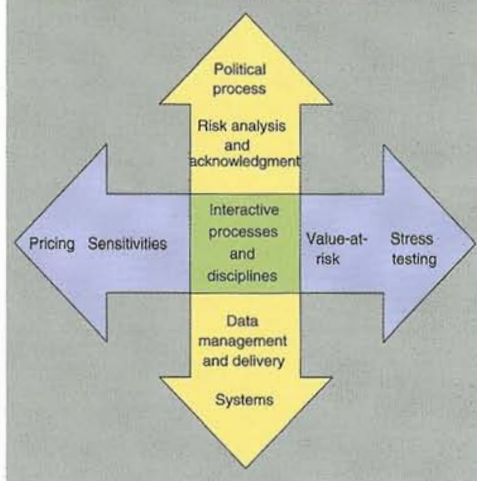 Political
process
Risk analysis
and
acknowledgment
Interactive
processes
and
disciplines
Pricing Sensitivities
Value-at-
risk
Stress
testing
Data
management
and delivery
Systems